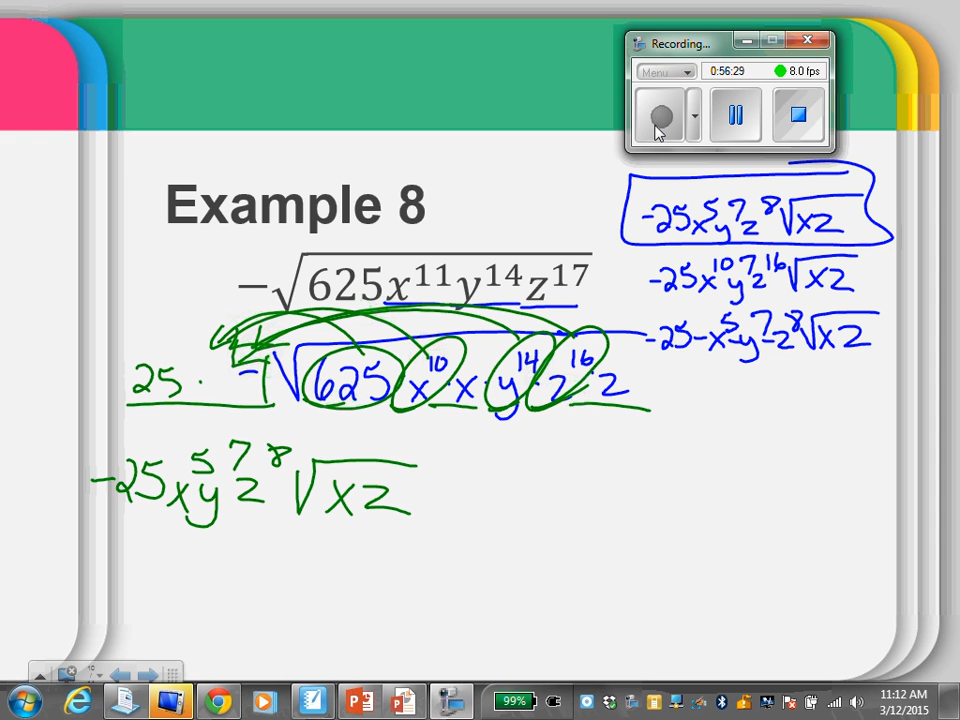 Recording...
Menu
0:56:29
8.0 fps
Example 8
−√625x¹¹y¹⁴z¹⁷
-25x⁵y⁷z⁸√xz
-25x¹⁰y⁷z¹⁶√xz
-25-x⁵-y⁷-z⁸√xz
25 · -1
-√625·x¹⁰·x·y¹⁴·z¹⁶·z
-25x⁵y⁷z⁸√xz
99%
11:12 AM
3/12/2015